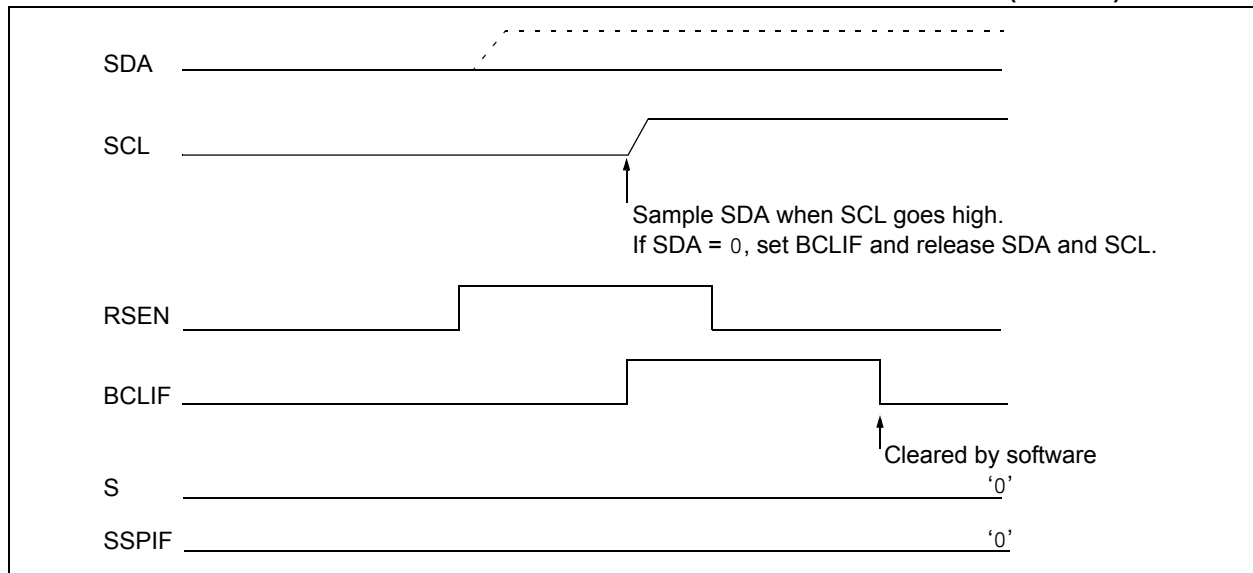 SDA
SCL
Sample SDA when SCL goes high.
If SDA = 0, set BCLIF and release SDA and SCL.
RSEN
BCLIF
Cleared by software
S
‘0’
SSPIF
‘0’